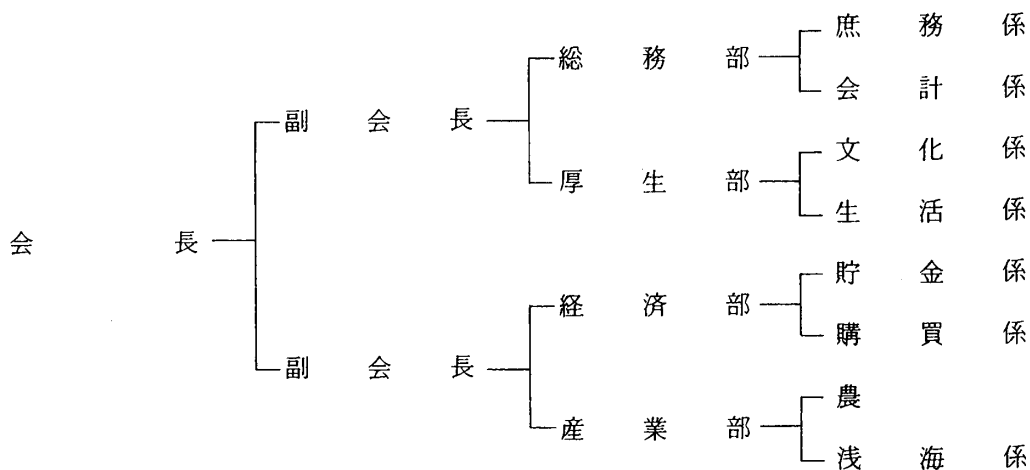 会長
副会長
総務部
庶務係
会計係
厚生部
文化係
生活係
副会長
経済部
貯金係
購買係
産業部
農
浅海係